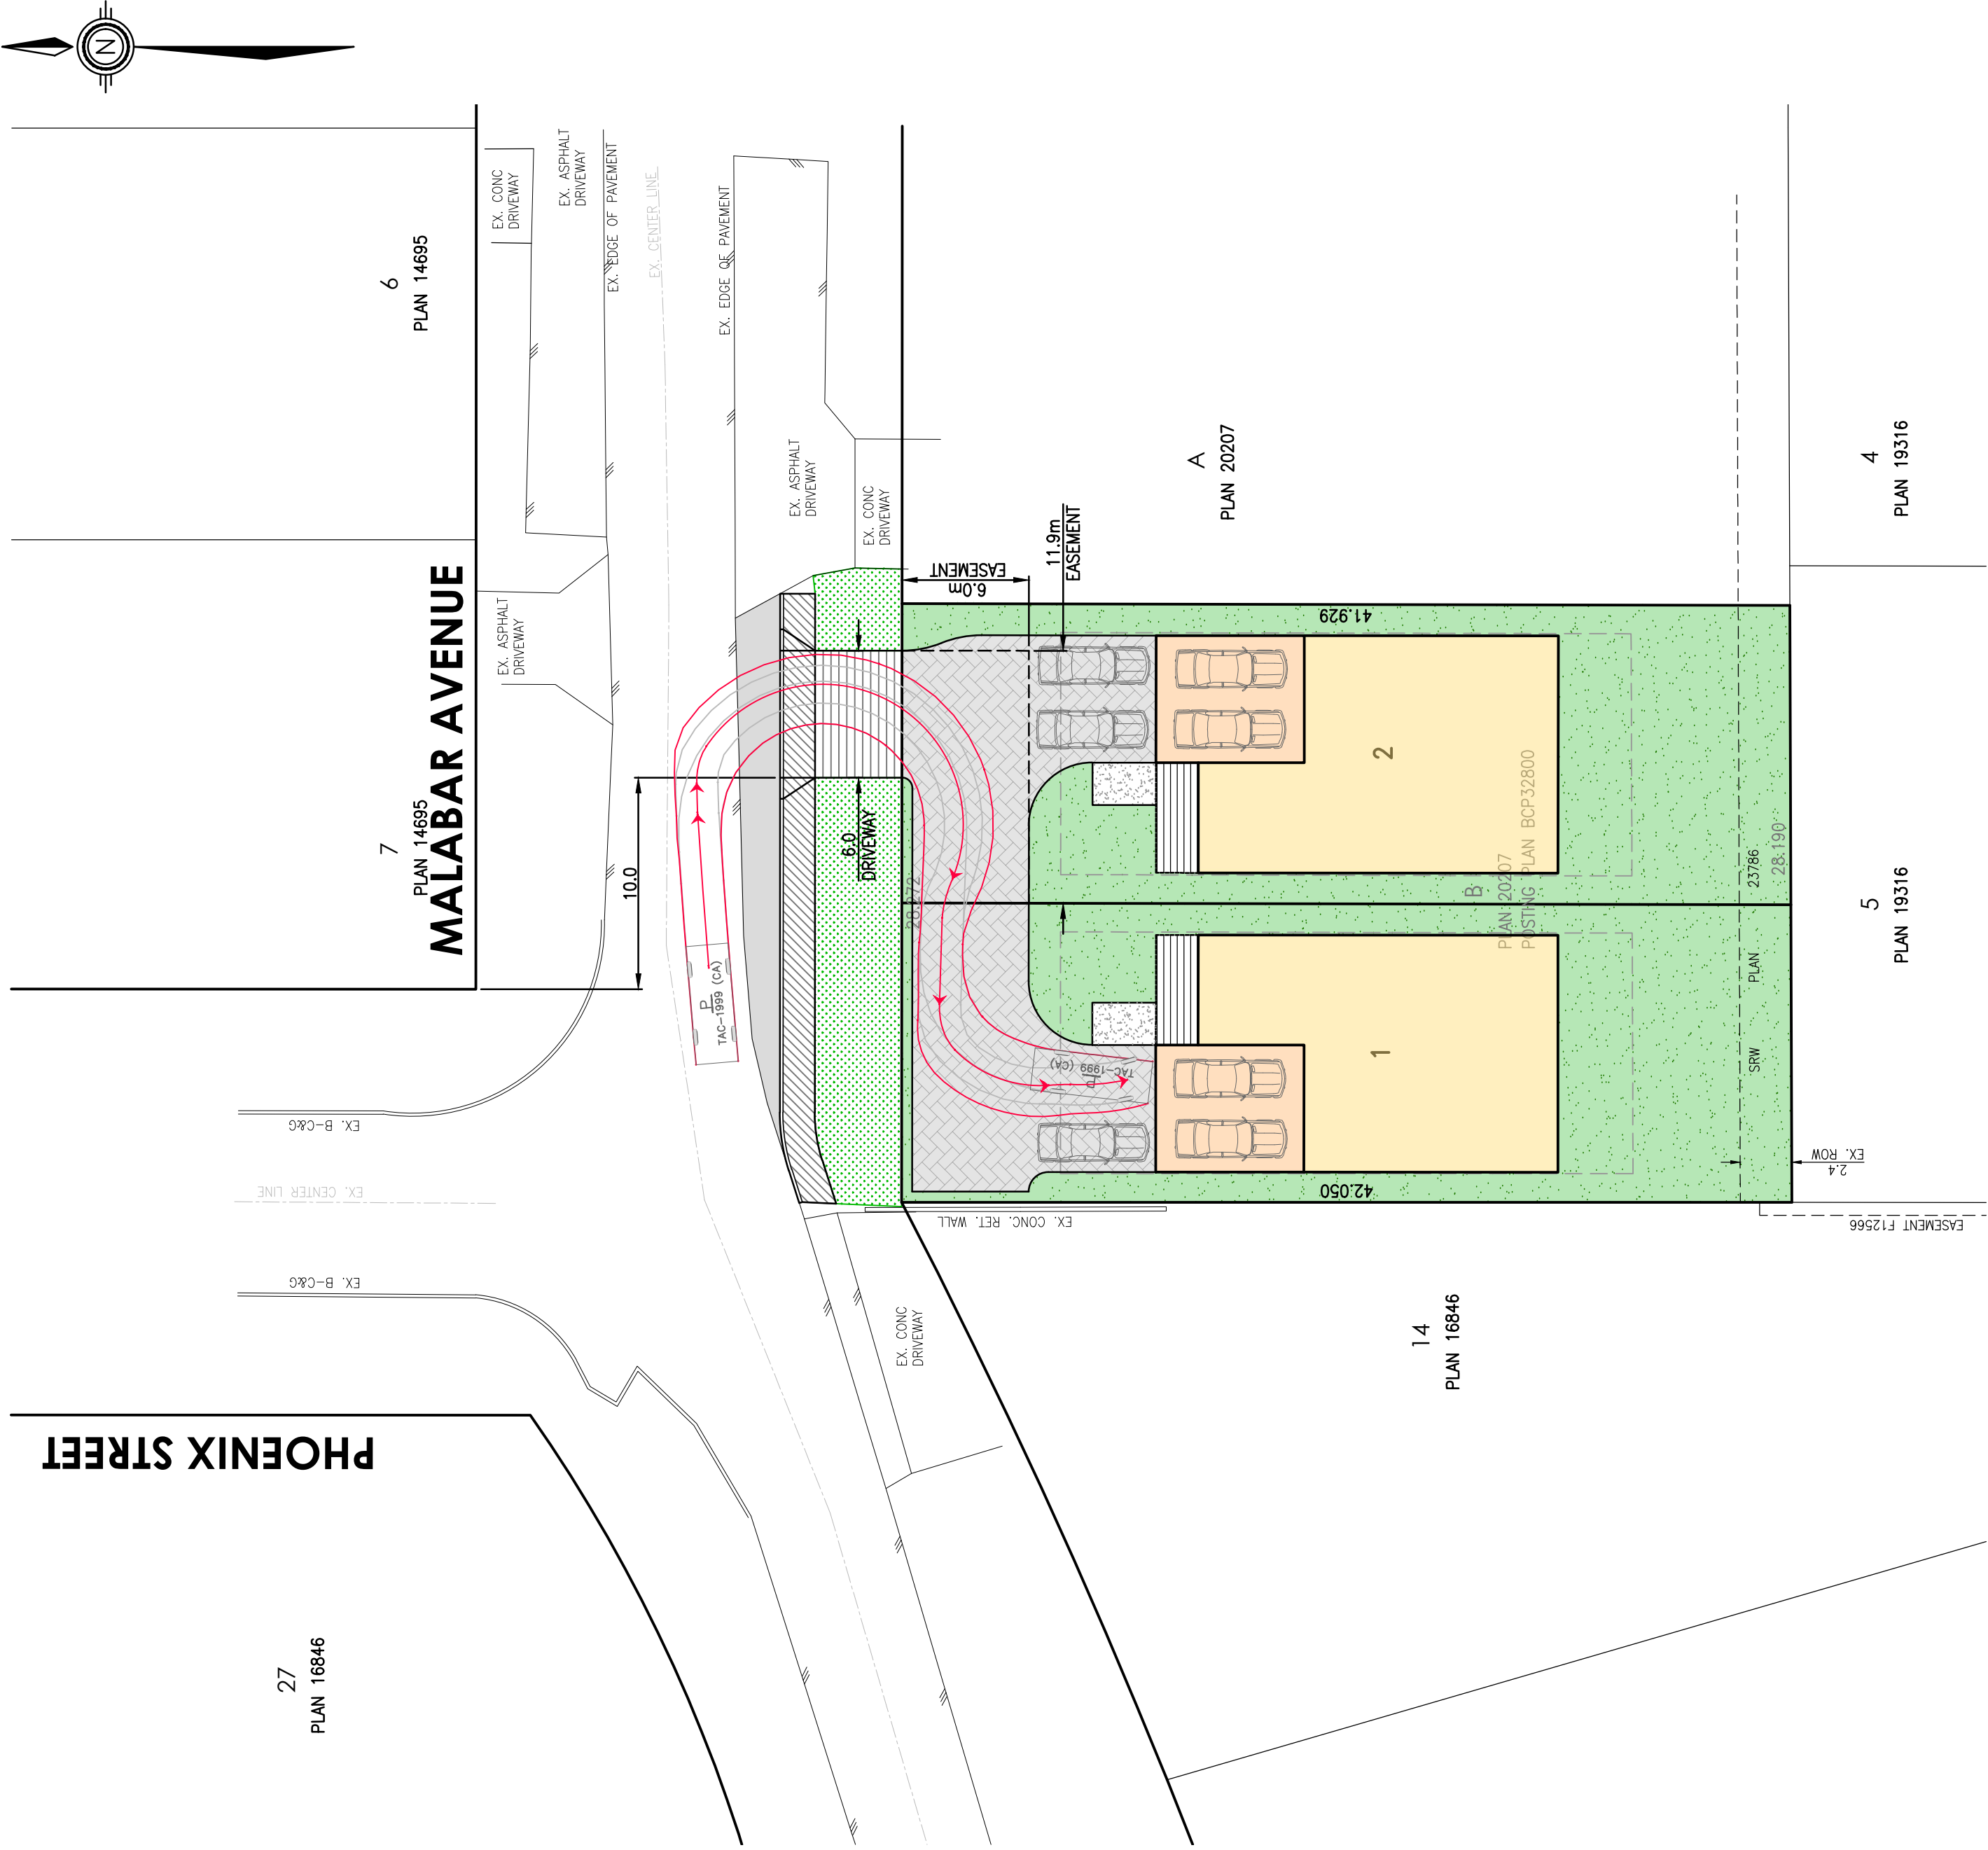 N
6
PLAN 14695
EX. CONC
DRIVEWAY
EX. ASPHALT
DRIVEWAY
EX. EDGE OF PAVEMENT
EX. CENTER LINE
EX. EDGE OF PAVEMENT
EX. ASPHALT
DRIVEWAY
EX. CONC
DRIVEWAY
A
PLAN 20207
4
PLAN 19316
7
PLAN 14695
MALABAR AVENUE
EX. ASPHALT
DRIVEWAY
6.0m
EASEMENT
11.9m
EASEMENT
41.929
10.0
6.0
DRIVEWAY
28.272
2
B
PLAN 20207
POSTING PLAN BCP32800
SRW PLAN 23786
28.190
5
PLAN 19316
P
TAC-1999 (CA)
P
TAC-1999 (CA)
1
42.050
2.4
EX. ROW
EX. B-C&G
EX. CENTER LINE
EX. B-C&G
EX. CONC. RET. WALL
EASEMENT F12566
EX. CONC
DRIVEWAY
14
PLAN 16846
PHOENIX STREET
27
PLAN 16846